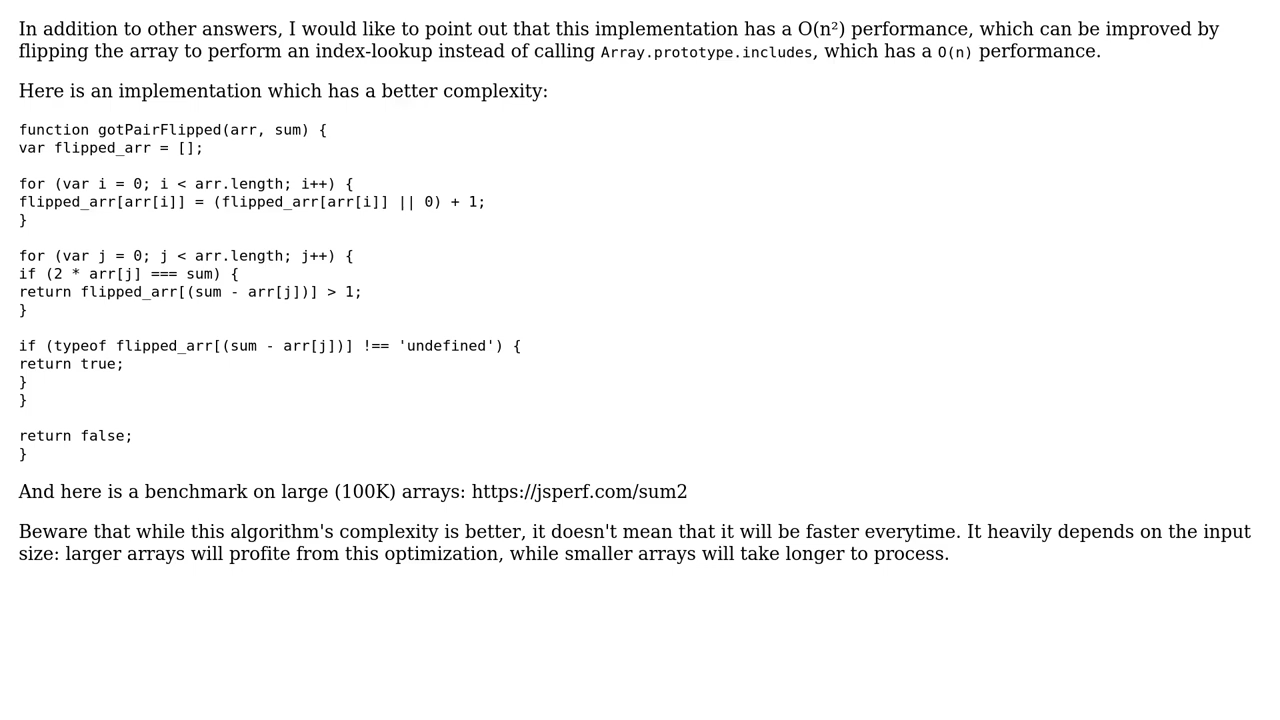 In addition to other answers, I would like to point out that this implementation has a O(n²) performance, which can be improved by
flipping the array to perform an index-lookup instead of calling Array.prototype.includes, which has a O(n) performance.
Here is an implementation which has a better complexity:
function gotPairFlipped(arr, sum) {
var flipped_arr = [];
for (var i = 0; i < arr.length; i++) {
flipped_arr[arr[i]] = (flipped_arr[arr[i]] || 0) + 1;
}
for (var j = 0; j < arr.length; j++) {
if (2 * arr[j] === sum) {
return flipped_arr[(sum - arr[j])] > 1;
}
if (typeof flipped_arr[(sum - arr[j])] !== 'undefined') {
return true;
}
}
return false;
}
And here is a benchmark on large (100K) arrays: https://jsperf.com/sum2
Beware that while this algorithm's complexity is better, it doesn't mean that it will be faster everytime. It heavily depends on the input
size: larger arrays will profite from this optimization, while smaller arrays will take longer to process.